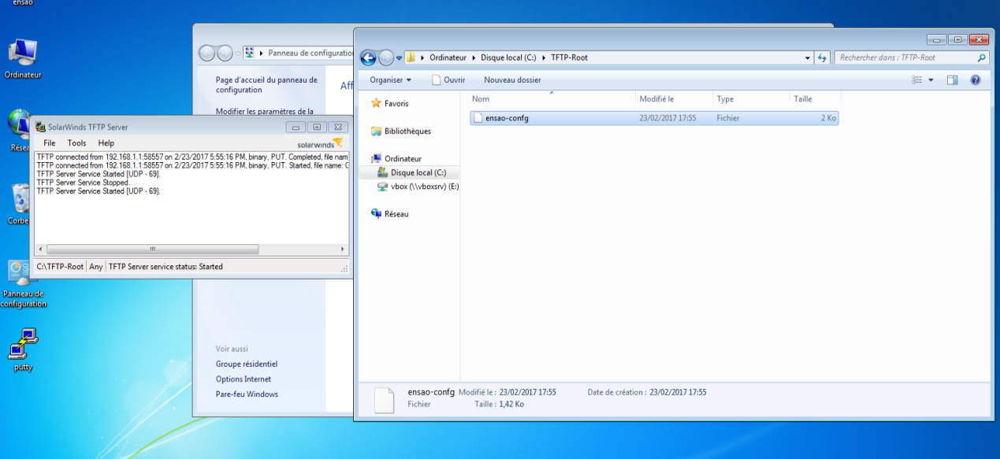 ensao
Ordinateur
Corbe
Panneau de
configuration
putty
Panneau de configuration
Page d'accueil du panneau de
configuration
Aff
Modifier les paramètres de la
Voir aussi
Groupe résidentiel
Options Internet
Pare-feu Windows
SolarWinds TFTP Server
File Tools Help
solarwinds
TFTP connected from 192.168.1.1:58557 on 2/23/2017 5:55:16 PM, binary, PUT. Completed, file nam
TFTP connected from 192.168.1.1:58557 on 2/23/2017 5:55:16 PM, binary, PUT. Started, file name: C
TFTP Server Service Started [UDP - 69].
TFTP Server Service Stopped.
TFTP Server Service Started [UDP - 69].
C:\TFTP-Root Any TFTP Server service status: Started
Ordinateur Disque local (C:) TFTP-Root
Rechercher dans : TFTP-Root
Organiser Ouvrir Nouveau dossier
Favoris
Bibliothèques
Ordinateur
Disque local (C:)
vbox (\\vboxsrv) (E:)
Réseau
Nom Modifié le Type Taille
ensao-confg 23/02/2017 17:55 Fichier 2 Ko
ensao-confg Modifié le : 23/02/2017 17:55 Date de création : 23/02/2017 17:55
Fichier Taille : 1,42 Ko